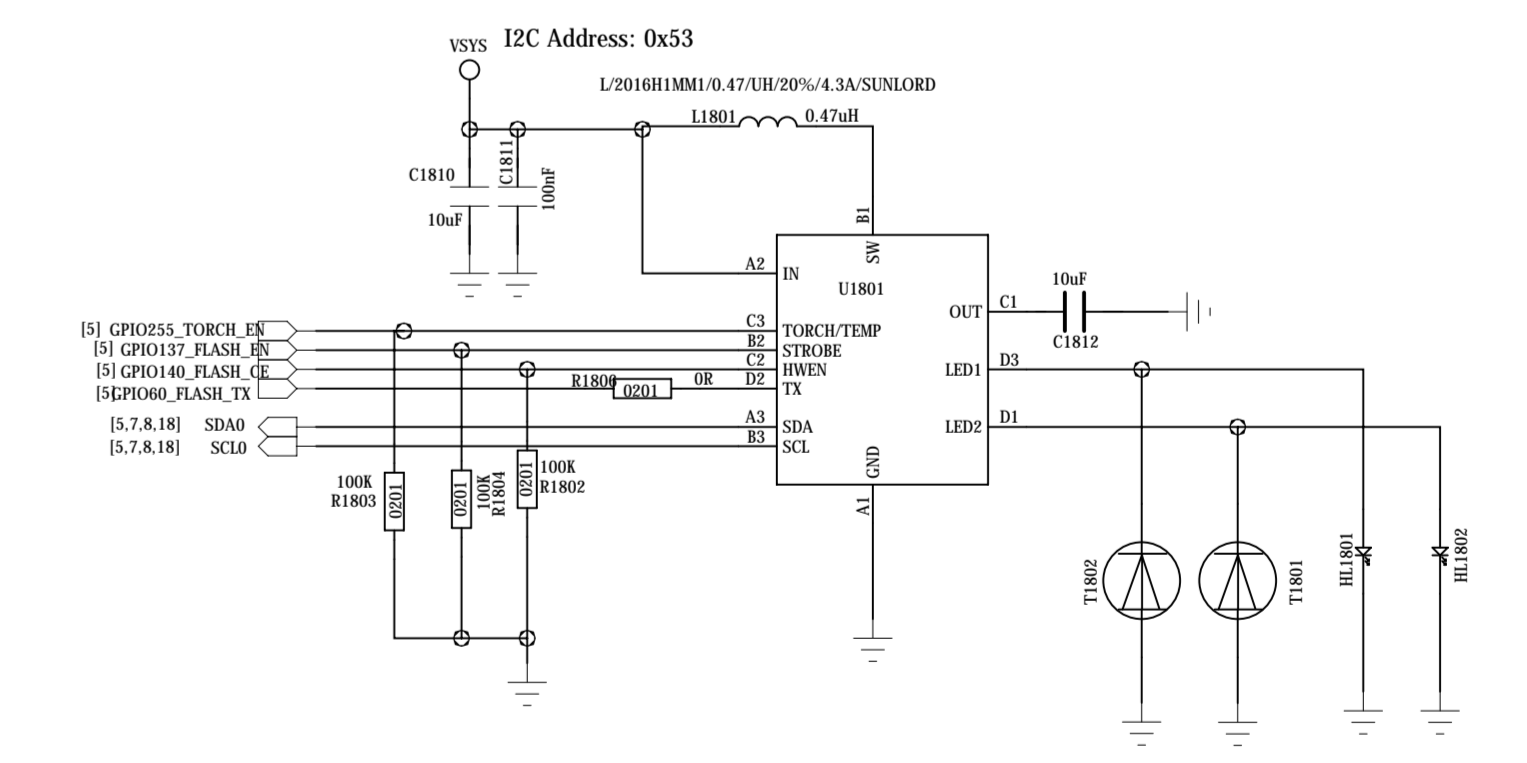 VSYS
I2C Address: 0x53
L/2016H1MM1/0.47/UH/20%/4.3A/SUNLORD
L1801
0.47uH
C1810
10uF
C1811
100nF
B1
SW
A2
IN
U1801
10uF
OUT
C1
C1812
[5] GPIO255_TORCH_EN
C3
TORCH/TEMP
[5] GPIO137_FLASH_EN
B2
STROBE
[5] GPIO140_FLASH_CE
C2
HWEN
LED1
D3
[5]GPIO60_FLASH_TX
R1806
0201
0R
D2
TX
[5,7,8,18] SDA0
A3
SDA
LED2
D1
[5,7,8,18] SCL0
B3
SCL
GND
A1
100K
R1803
0201
0201
100K
R1804
0201
100K
R1802
T1802
T1801
HL1801
HL1802